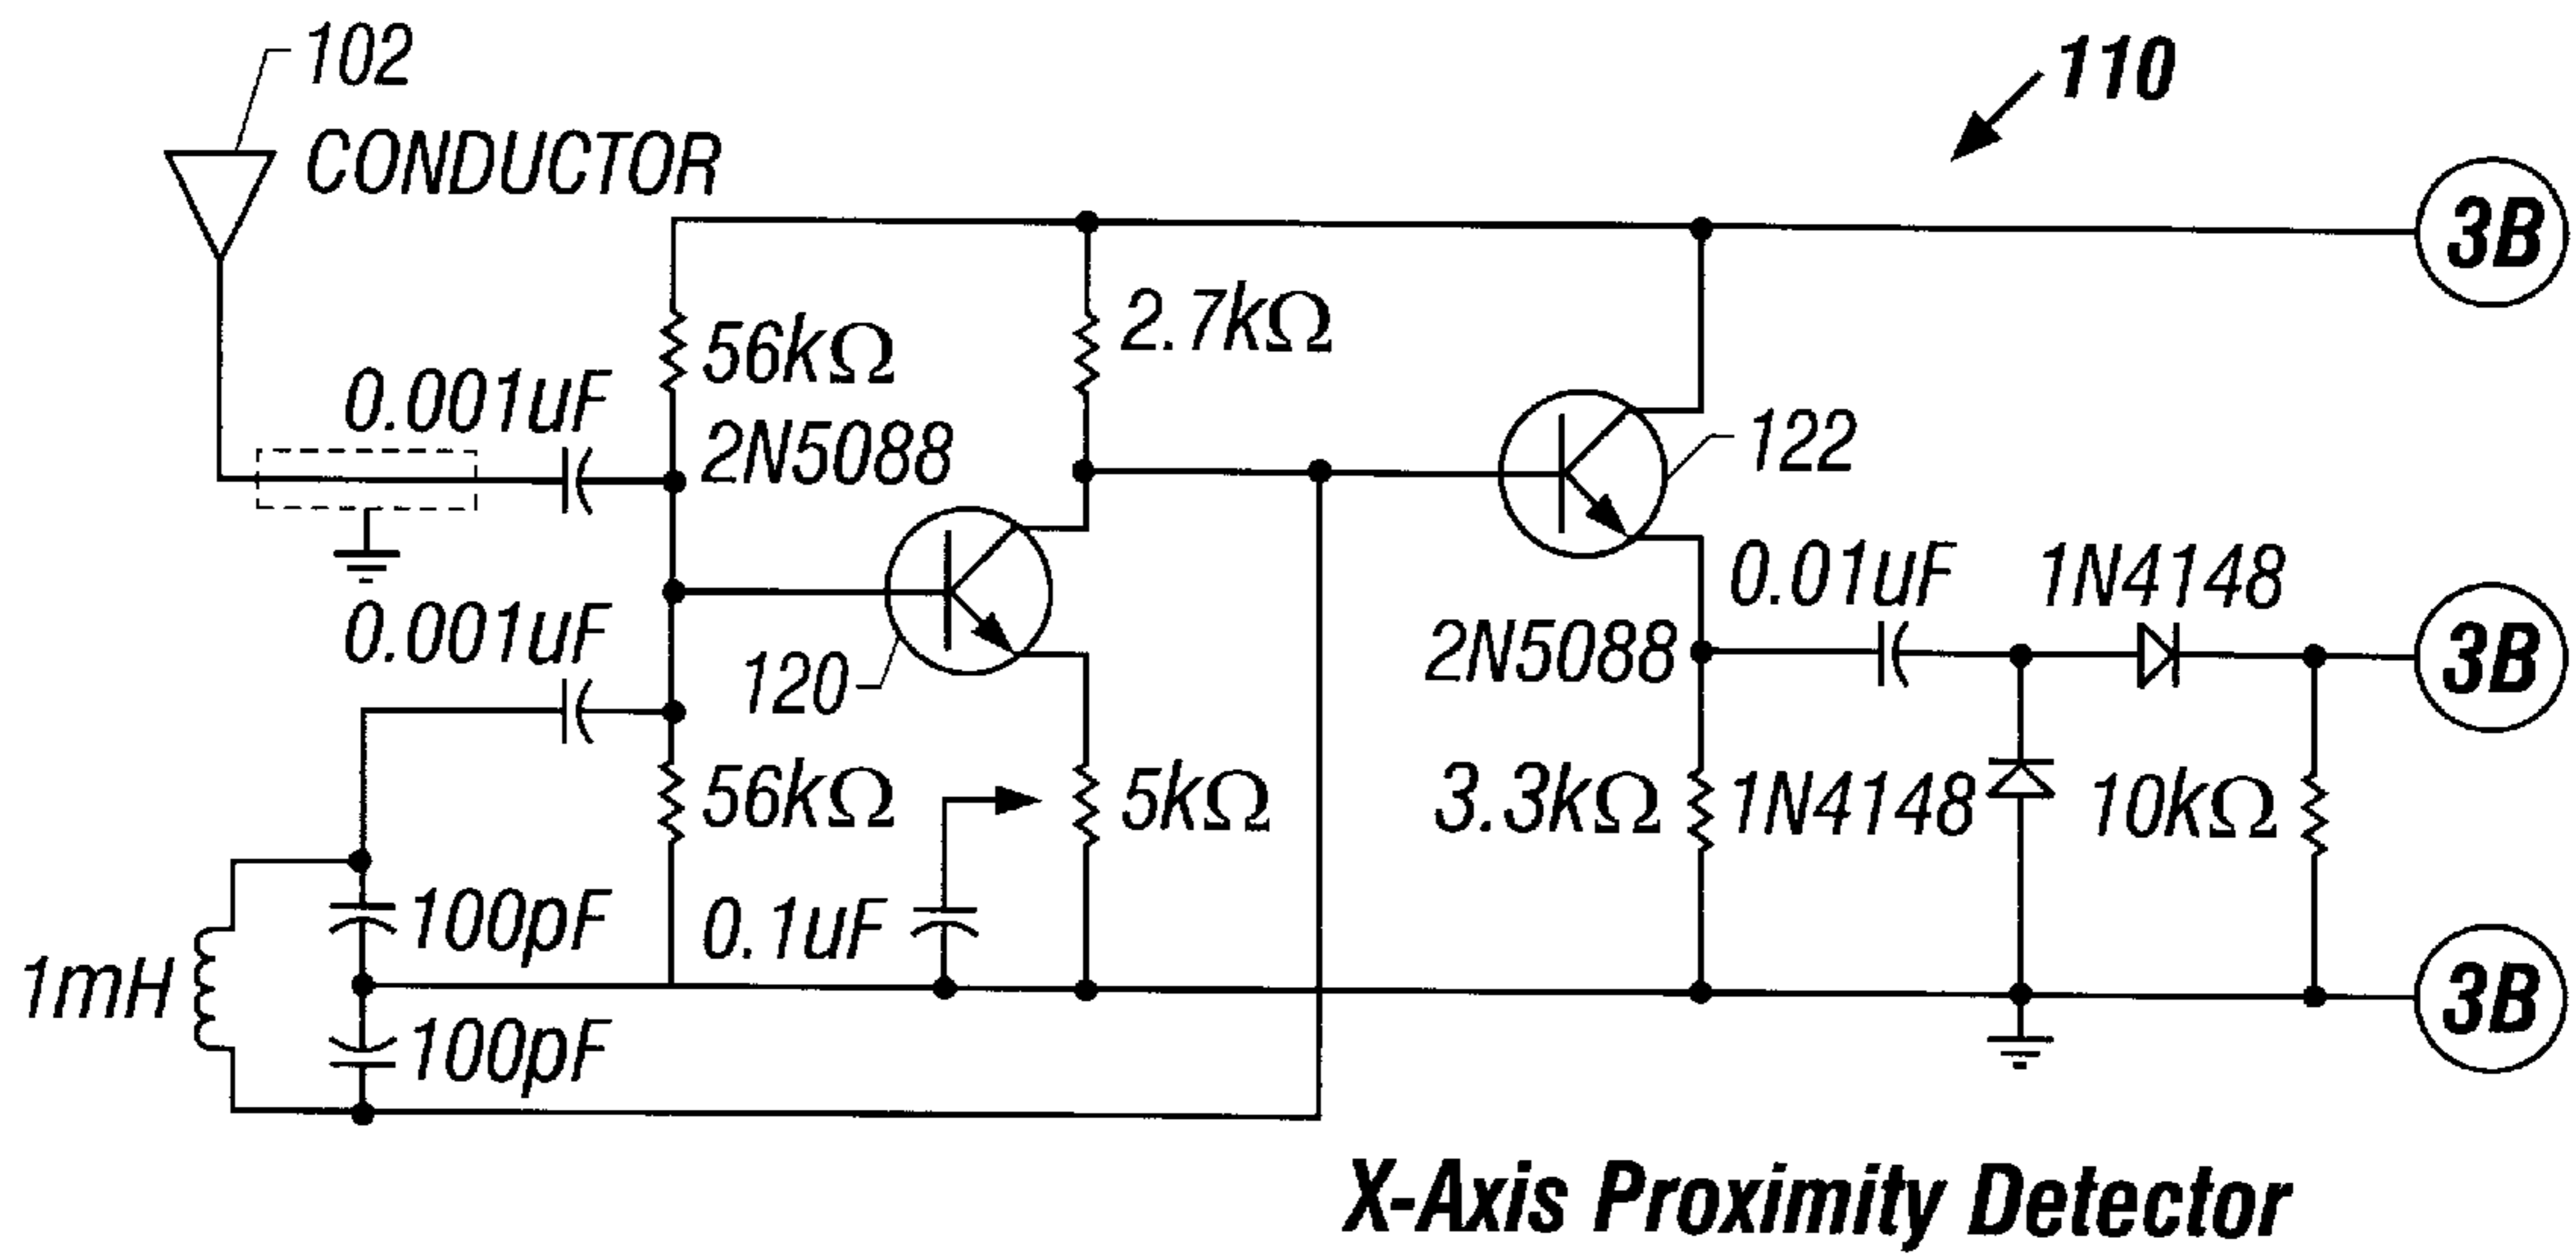 102
CONDUCTOR
110
3B
56kΩ
2.7kΩ
0.001uF
2N5088
122
0.01uF
1N4148
3B
0.001uF
120
2N5088
56kΩ
5kΩ
3.3kΩ
1N4148
10kΩ
100pF
0.1uF
1mH
3B
100pF
X-Axis Proximity Detector